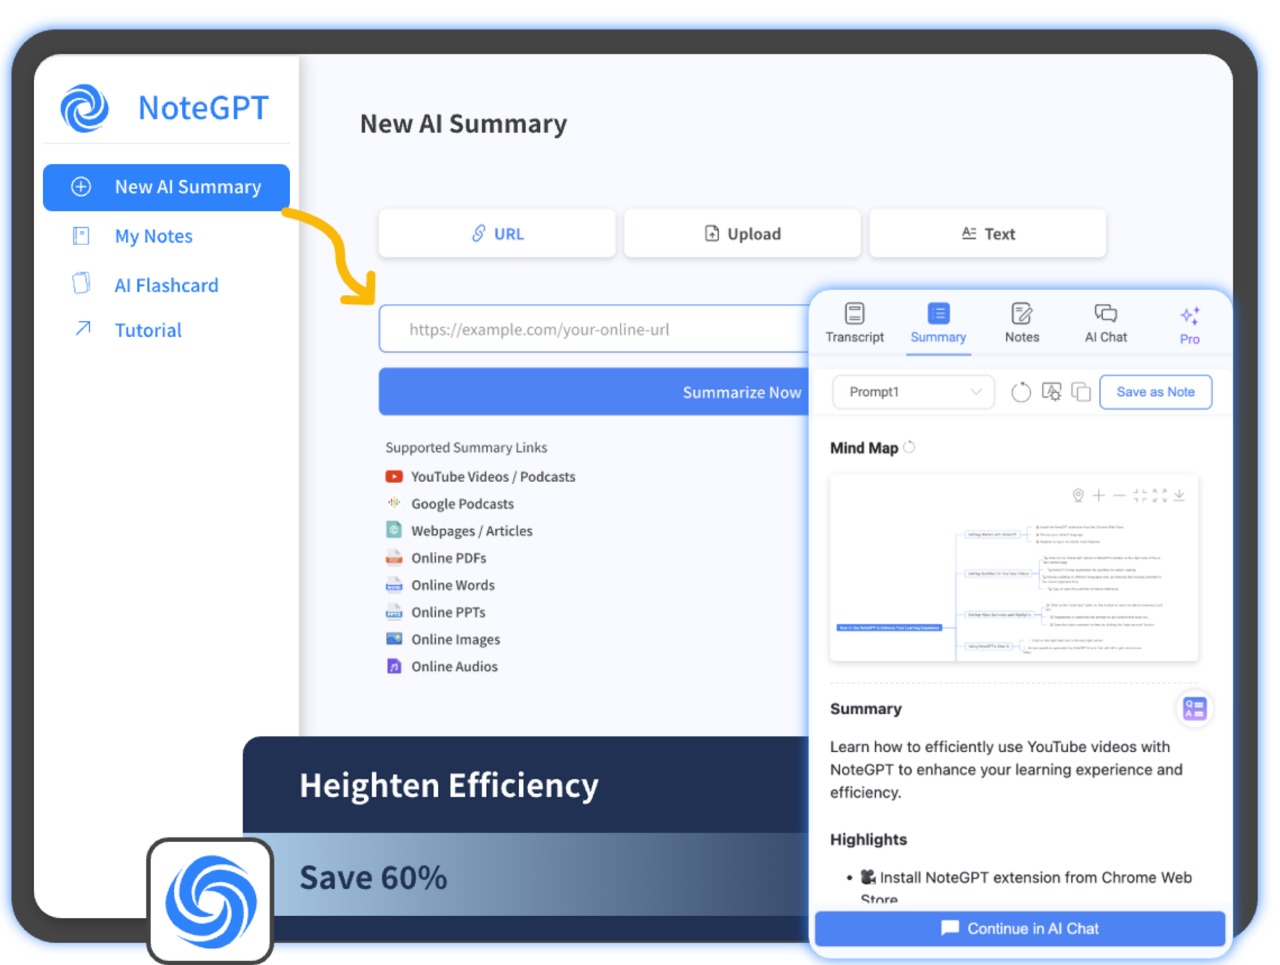 NoteGPT
New AI Summary
My Notes
AI Flashcard
Tutorial
New AI Summary
URL
Upload
Text
https://example.com/your-online-url
Summarize Now
Supported Summary Links
YouTube Videos / Podcasts
Google Podcasts
Webpages / Articles
Online PDFs
Online Words
Online PPTs
Online Images
Online Audios
Heighten Efficiency
Save 60%
Transcript
Summary
Notes
AI Chat
Pro
Prompt1
Save as Note
Mind Map
Summary
Learn how to efficiently use YouTube videos with
NoteGPT to enhance your learning experience and
efficiency.
Highlights
• Install NoteGPT extension from Chrome Web
Store
Continue in AI Chat